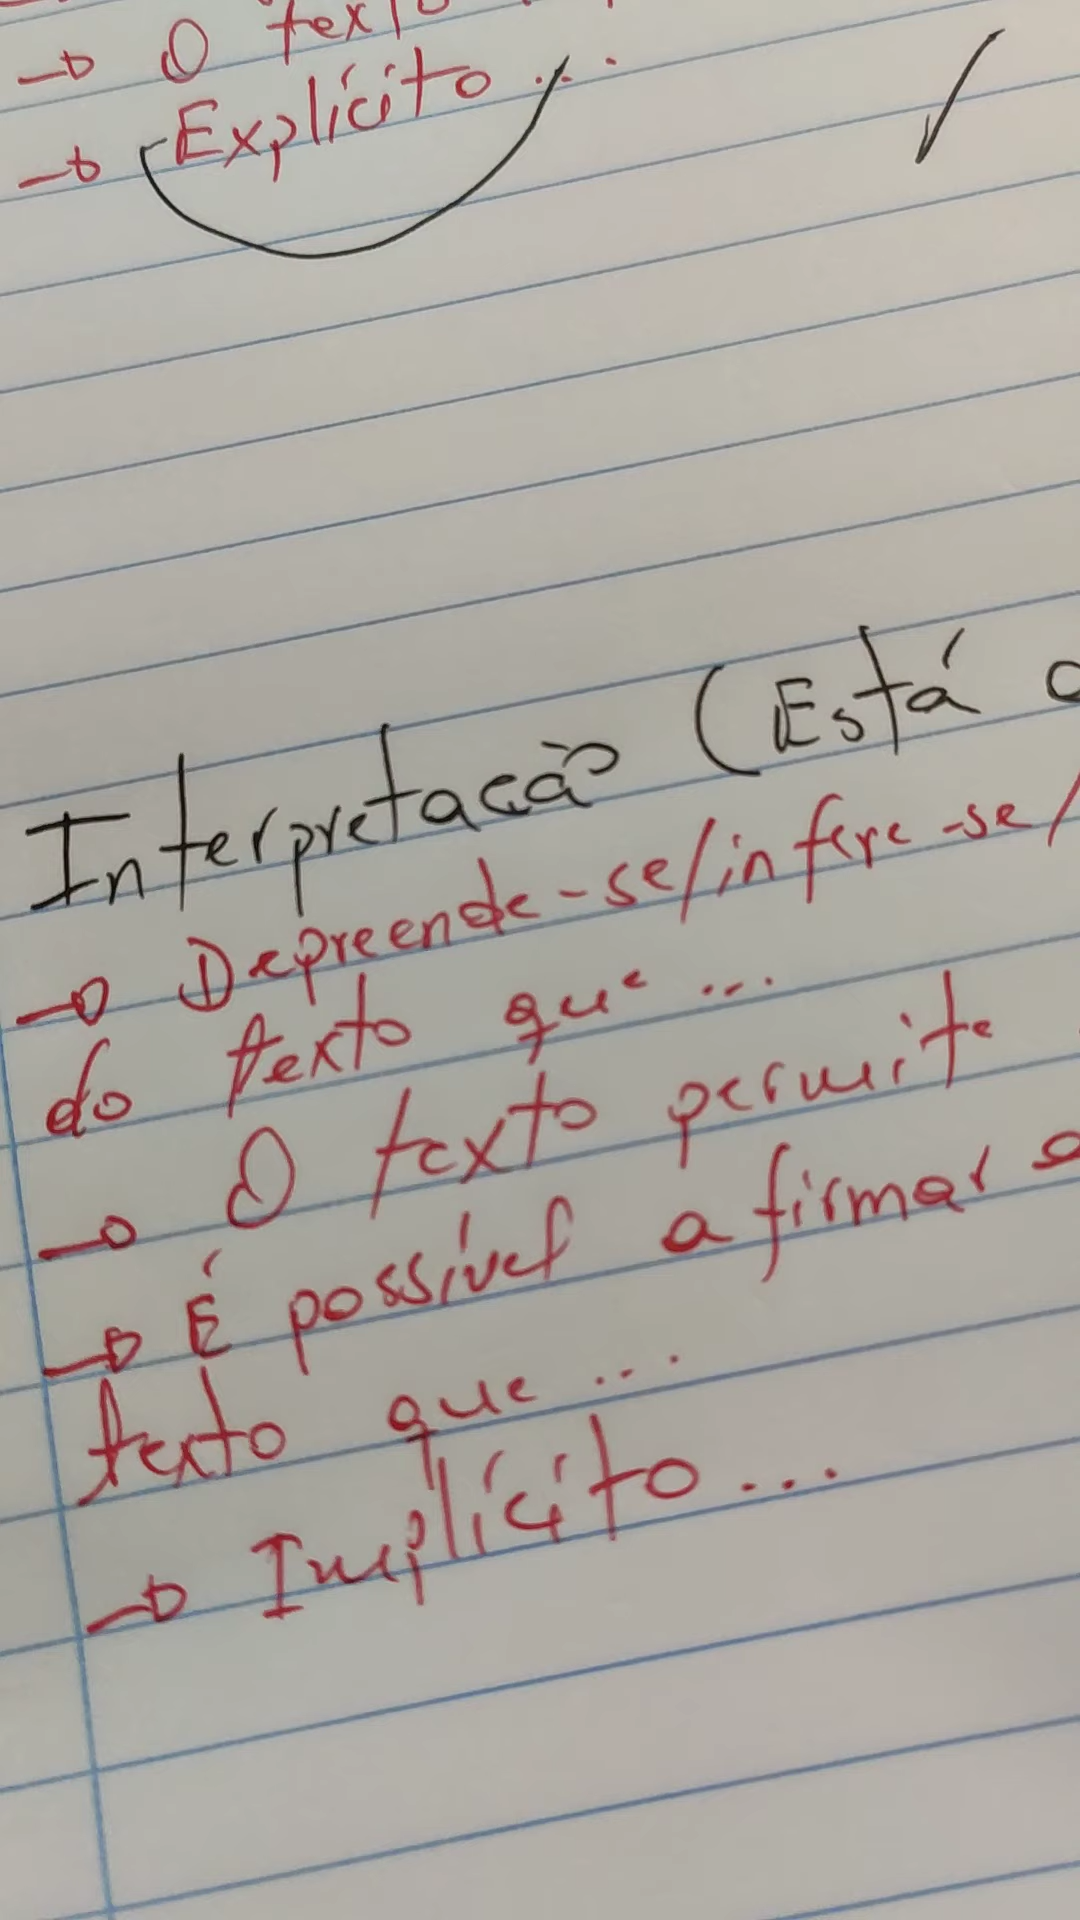 → O texto
→ Explícito...
Interpretação (Está
→ Depreende-se/infere-se/
do texto que...
→ O texto permite
→ É possível afirmar
texto que...
→ Implícito...